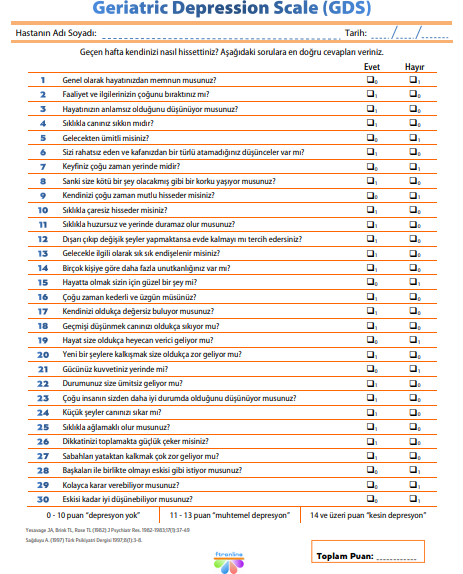 Geriatric Depression Scale (GDS)
Hastanın Adı Soyadı: Tarih: / /
Geçen hafta kendinizi nasıl hissettiniz? Aşağıdaki sorulara en doğru cevapları veriniz.
Evet Hayır
1 Genel olarak hayatınızdan memnun musunuz? ❑0 ❑1
2 Faaliyet ve ilgilerinizin çoğunu bıraktınız mı? ❑1 ❑0
3 Hayatınızın anlamsız olduğunu düşünüyor musunuz? ❑1 ❑0
4 Sıklıkla canınız sıkkın mıdır? ❑1 ❑0
5 Gelecekten ümitli misiniz? ❑0 ❑1
6 Sizi rahatsız eden ve kafanızdan bir türlü atamadığınız düşünceler var mı? ❑1 ❑0
7 Keyfiniz çoğu zaman yerinde midir? ❑0 ❑1
8 Sanki size kötü bir şey olacakmış gibi bir korku yaşıyor musunuz? ❑1 ❑0
9 Kendinizi çoğu zaman mutlu hisseder misiniz? ❑0 ❑1
10 Sıklıkla çaresiz hisseder misiniz? ❑1 ❑0
11 Sıklıkla huzursuz ve yerinde duramaz olur musunuz? ❑1 ❑0
12 Dışarı çıkıp değişik şeyler yapmaktansa evde kalmayı mı tercih edersiniz? ❑1 ❑0
13 Gelecekle ilgili olarak sık sık endişelenir misiniz? ❑1 ❑0
14 Birçok kişiye göre daha fazla unutkanlığınız var mı? ❑1 ❑0
15 Hayatta olmak sizin için güzel bir şey mi? ❑0 ❑1
16 Çoğu zaman kederli ve üzgün müsünüz? ❑1 ❑0
17 Kendinizi oldukça değersiz buluyor musunuz? ❑1 ❑0
18 Geçmişi düşünmek canınızı oldukça sıkıyor mu? ❑1 ❑0
19 Hayat size oldukça heyecan verici geliyor mu? ❑0 ❑1
20 Yeni bir şeylere kalkışmak size oldukça zor geliyor mu? ❑1 ❑0
21 Gücünüz kuvvetiniz yerinde mi? ❑0 ❑1
22 Durumunuz size ümitsiz geliyor mu? ❑1 ❑0
23 Çoğu insanın sizden daha iyi durumda olduğunu düşünüyor musunuz? ❑1 ❑0
24 Küçük şeyler canınızı sıkar mı? ❑1 ❑0
25 Sıklıkla ağlamaklı olur musunuz? ❑1 ❑0
26 Dikkatinizi toplamakta güçlük çeker misiniz? ❑1 ❑0
27 Sabahları yataktan kalkmak çok zor geliyor mu? ❑1 ❑0
28 Başkaları ile birlikte olmayı eskisi gibi istiyor musunuz? ❑0 ❑1
29 Kolayca karar verebiliyor musunuz? ❑0 ❑1
30 Eskisi kadar iyi düşünebiliyor musunuz? ❑0 ❑1
0 - 10 puan "depresyon yok" 11 - 13 puan "muhtemel depresyon" 14 ve üzeri puan "kesin depresyon"
Yesavage JA, Brink TL, Rose TL (1982) J Psychiatr Res. 1982-1983;17(1):37-49
Sağduyu A. (1997) Türk Psikiyatri Dergisi 1997;8(1):3-8.
ftronline
Toplam Puan: